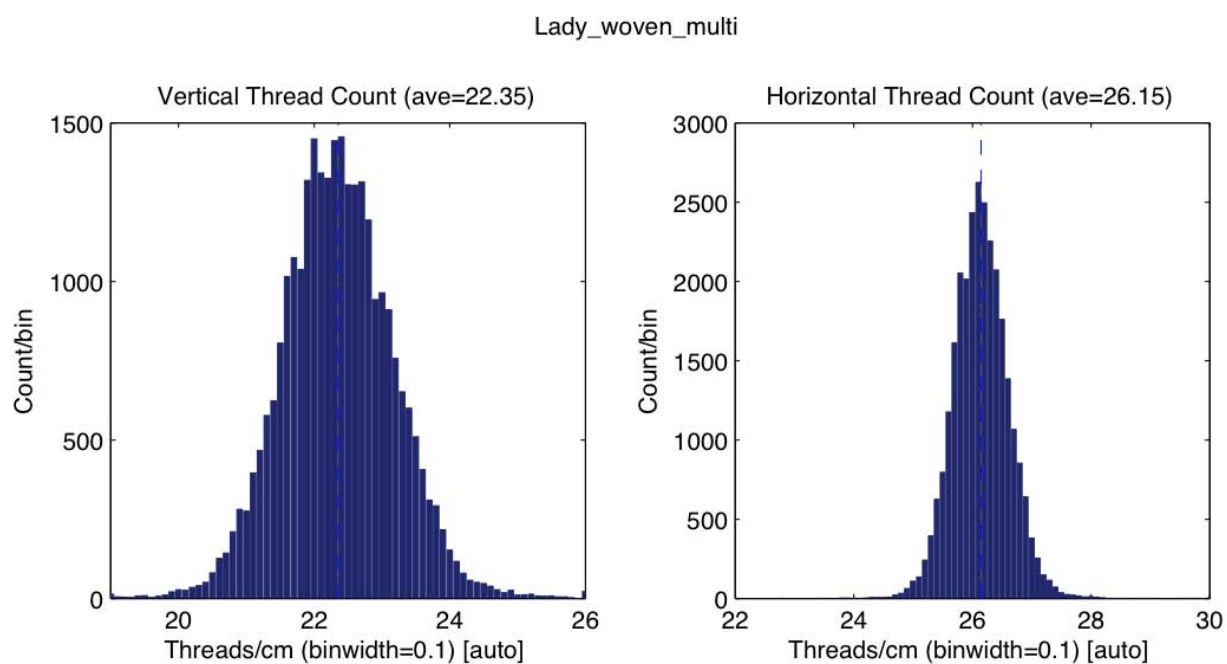 Lady_woven_multi
Vertical Thread Count (ave=22.35)
1500
1000
500
0
Count/bin
20
22
24
26
Threads/cm (binwidth=0.1) [auto]
Horizontal Thread Count (ave=26.15)
3000
2500
2000
1500
1000
500
0
Count/bin
22
24
26
28
30
Threads/cm (binwidth=0.1) [auto]